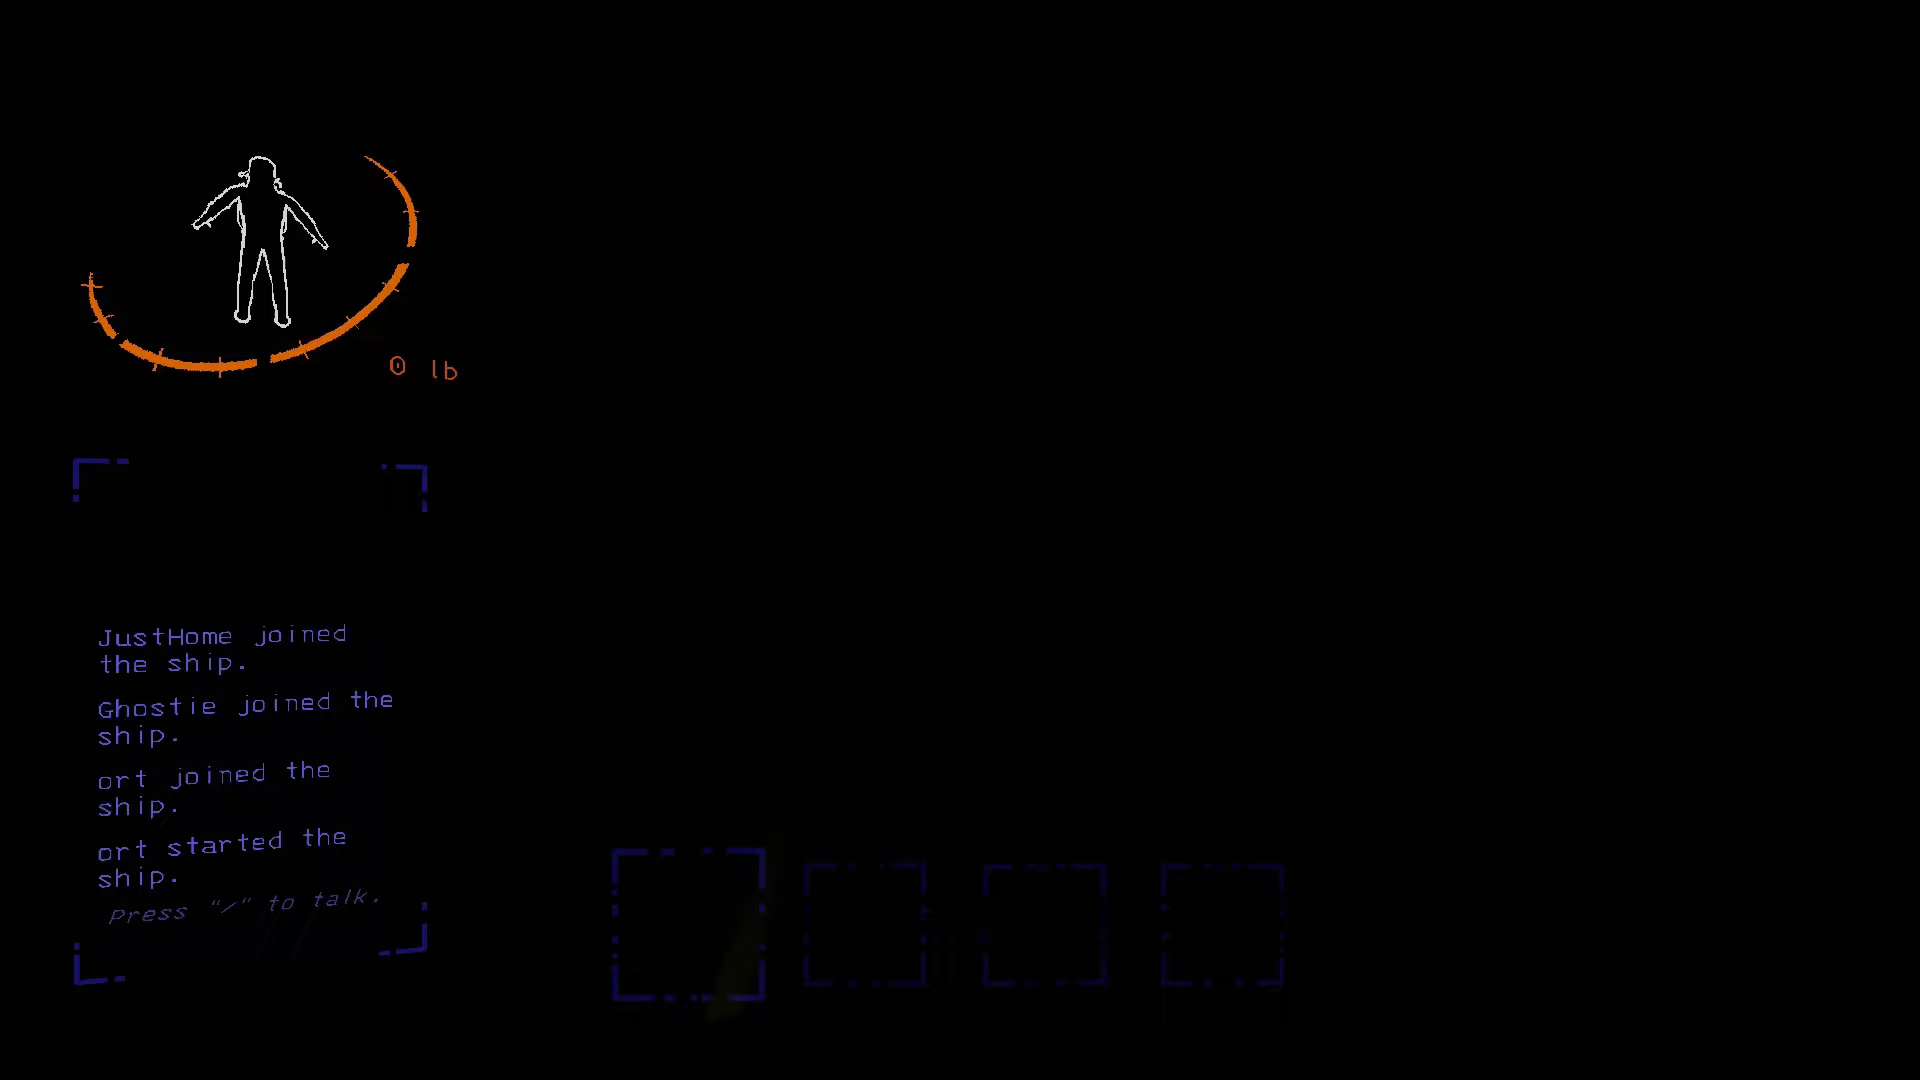 0 lb
JustHome joined
the ship.
Ghostie joined the
ship.
ort joined the
ship.
ort started the
ship.
Press "/" to talk.